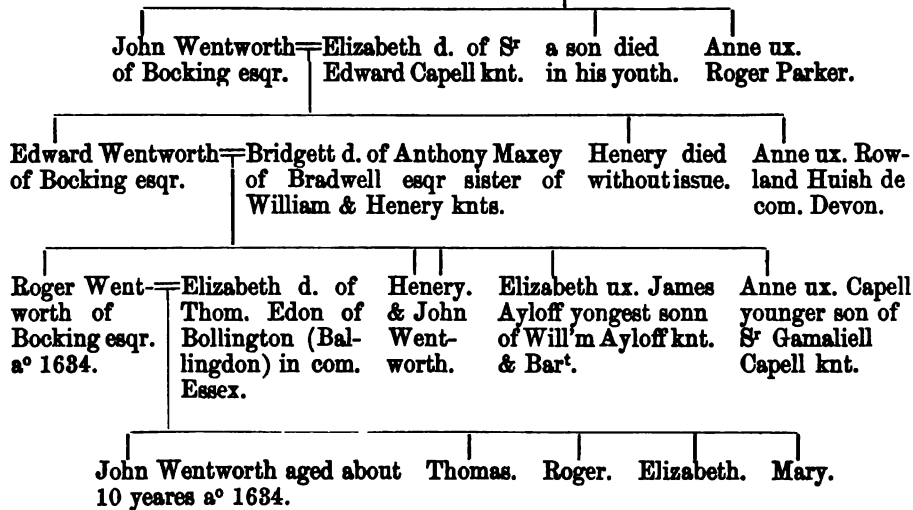 John Wentworth=Elizabeth d. of Sr a son died Anne ux.
of Bocking esqr. Edward Capell knt. in his youth. Roger Parker.
Edward Wentworth=Bridgett d. of Anthony Maxey Henery died Anne ux. Row-
of Bocking esqr. of Bradwell esqr sister of without issue. land Huish de
William & Henery knts. com. Devon.
Roger Went-=Elizabeth d. of Henery. Elizabeth ux. James Anne ux. Capell
worth of Thom. Edon of & John Ayloff yongest sonn younger son of
Bocking esqr. Bollington (Bal- Went- of Will'm Ayloff knt. Sr Gamaliell
aº 1634. lingdon) in com. worth. & Barᵗ. Capell knt.
Essex.
John Wentworth aged about Thomas. Roger. Elizabeth. Mary.
10 yeares aº 1634.